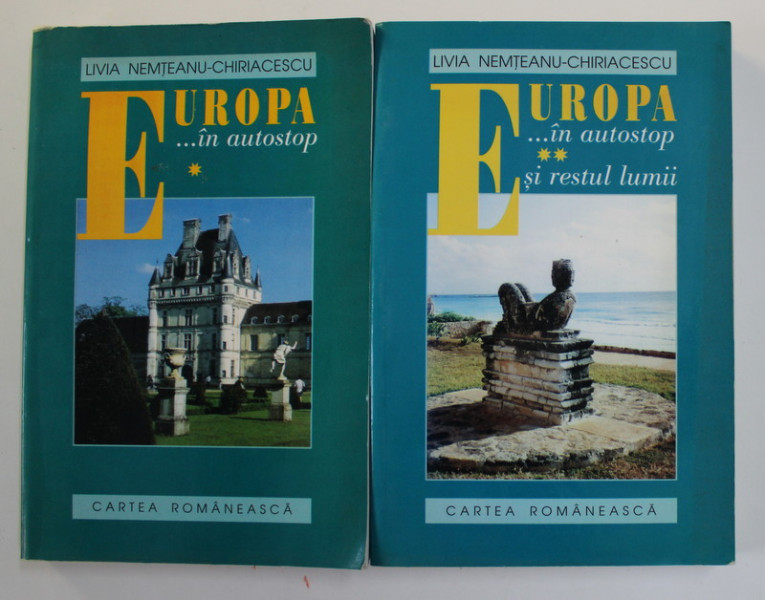 LIVIA NEMȚEANU-CHIRIACESCU
EUROPA
...în autostop
*
CARTEA ROMÂNEASCĂ
LIVIA NEMȚEANU-CHIRIACESCU
EUROPA
...în autostop
**
și restul lumii
CARTEA ROMÂNEASCĂ